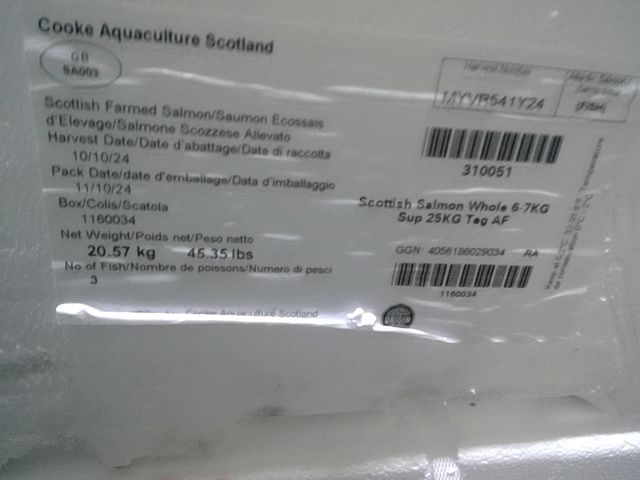 Cooke Aquaculture Scotland
GB
SA003
Harvest Number
MYVR541Y24
(FISH)
Scottish Farmed Salmon/Saumon Ecossais
d'Elevage/Salmone Scozzese Allevato
Harvest Date/Date d'abattage/Data di raccolta
10/10/24
Pack Date/date d'emballage/Data d'imballaggio
11/10/24
Box/Colis/Scatola
1160034
Net Weight/Poids net/Peso netto
20.57 kg 45.35 lbs
No of Fish/Nombre de poissons/Numero di pesci
3
310051
Scottish Salmon Whole 6-7KG
Sup 25KG Tag AF
GGN: 4056186029034 RA
1160034
Cooke Aquaculture Scotland